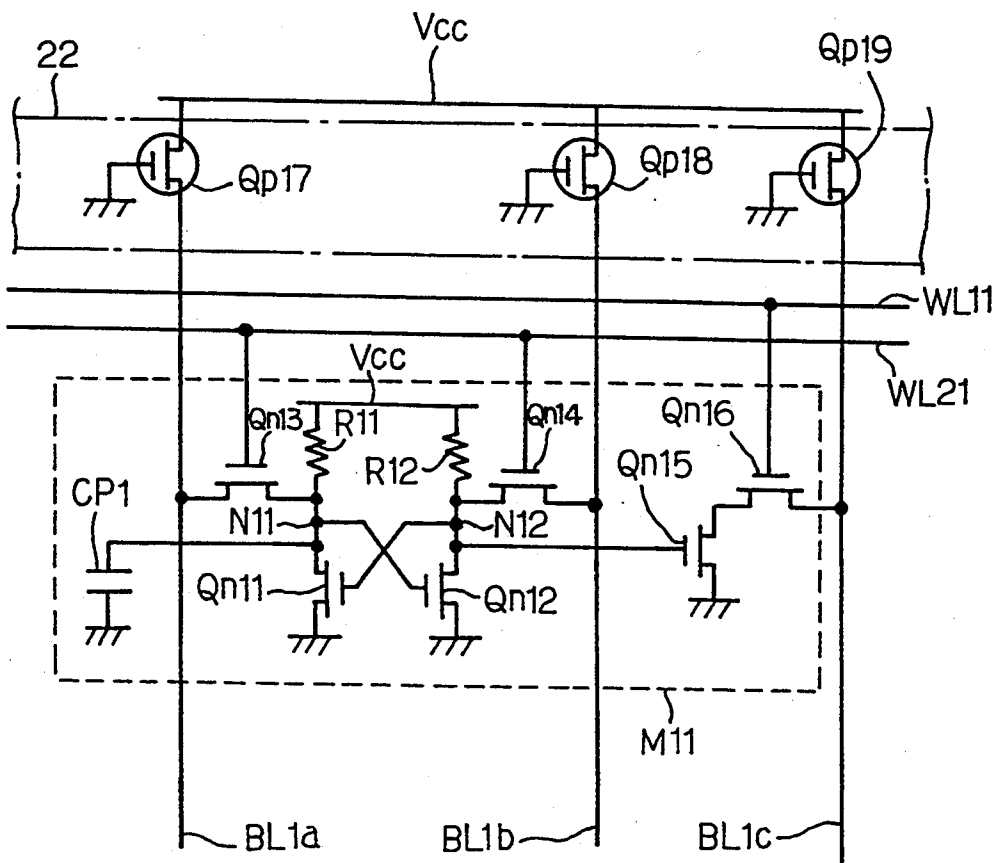 Vcc
22
Qp19
Qp17
Qp18
WL11
Vcc
WL21
Qn13
R11
Qn14
Qn16
R12
Qn15
CP1
N11
N12
Qn11
Qn12
M11
BL1a
BL1b
BL1c